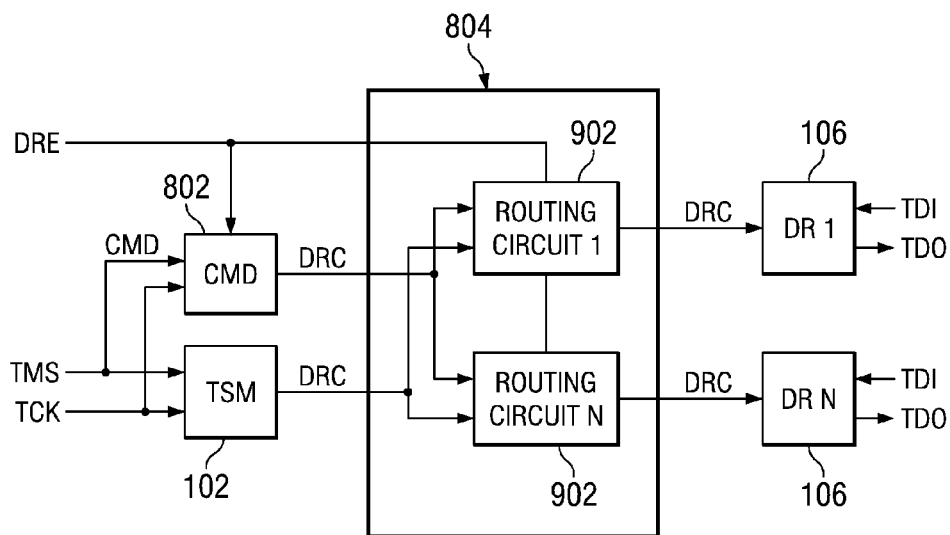 804
DRE
902
106
802
CMD
CMD
DRC
ROUTING
CIRCUIT 1
DRC
DR 1
TDI
TDO
TMS
TCK
TSM
DRC
ROUTING
CIRCUIT N
DRC
DR N
TDI
TDO
102
902
106